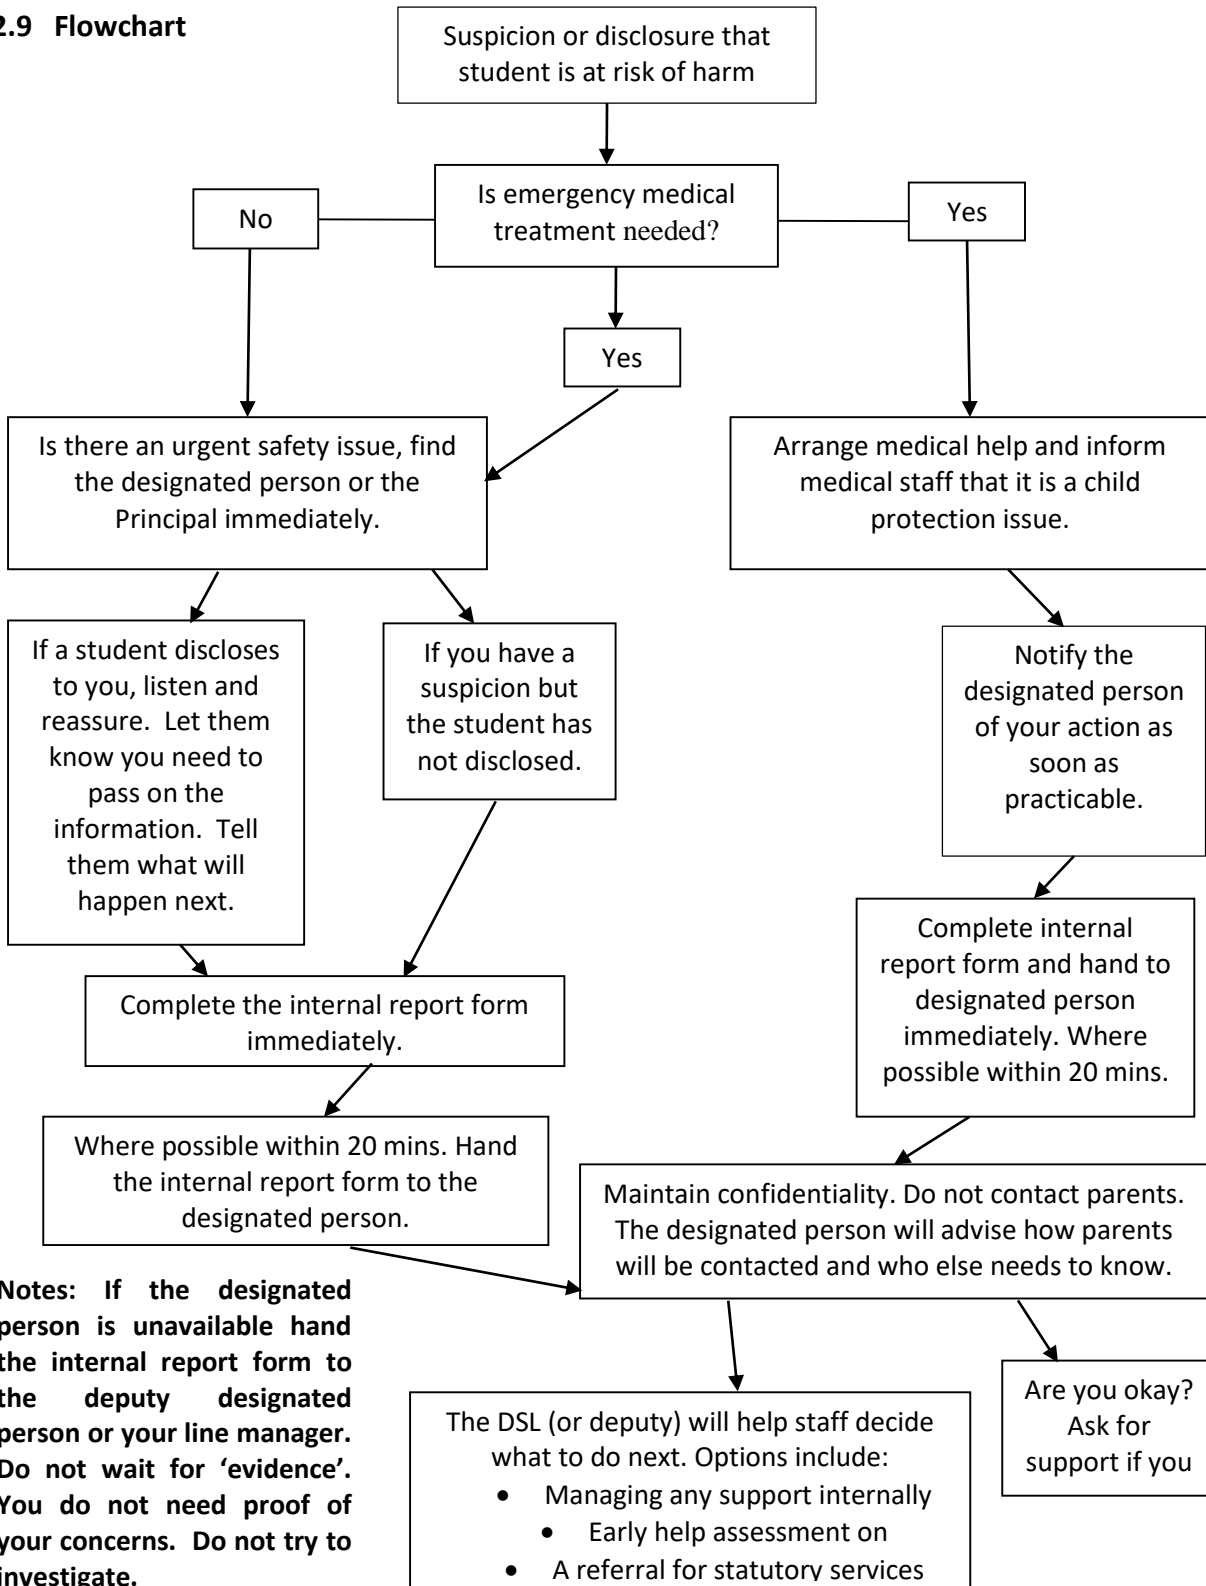 2.9 Flowchart
Suspicion or disclosure that
student is at risk of harm
Is emergency medical
treatment needed?
No
Yes
Yes
Is there an urgent safety issue, find
the designated person or the
Principal immediately.
Arrange medical help and inform
medical staff that it is a child
protection issue.
If a student discloses
to you, listen and
reassure. Let them
know you need to
pass on the
information. Tell
them what will
happen next.
If you have a
suspicion but
the student has
not disclosed.
Notify the
designated person
of your action as
soon as
practicable.
Complete internal
report form and hand to
designated person
immediately. Where
possible within 20 mins.
Complete the internal report form
immediately.
Where possible within 20 mins. Hand
the internal report form to the
designated person.
Maintain confidentiality. Do not contact parents.
The designated person will advise how parents
will be contacted and who else needs to know.
Notes: If the designated
person is unavailable hand
the internal report form to
the deputy designated
person or your line manager.
Do not wait for ‘evidence’.
You do not need proof of
your concerns. Do not try to
investigate.
The DSL (or deputy) will help staff decide
what to do next. Options include:
• Managing any support internally
• Early help assessment on
• A referral for statutory services
Are you okay?
Ask for
support if you